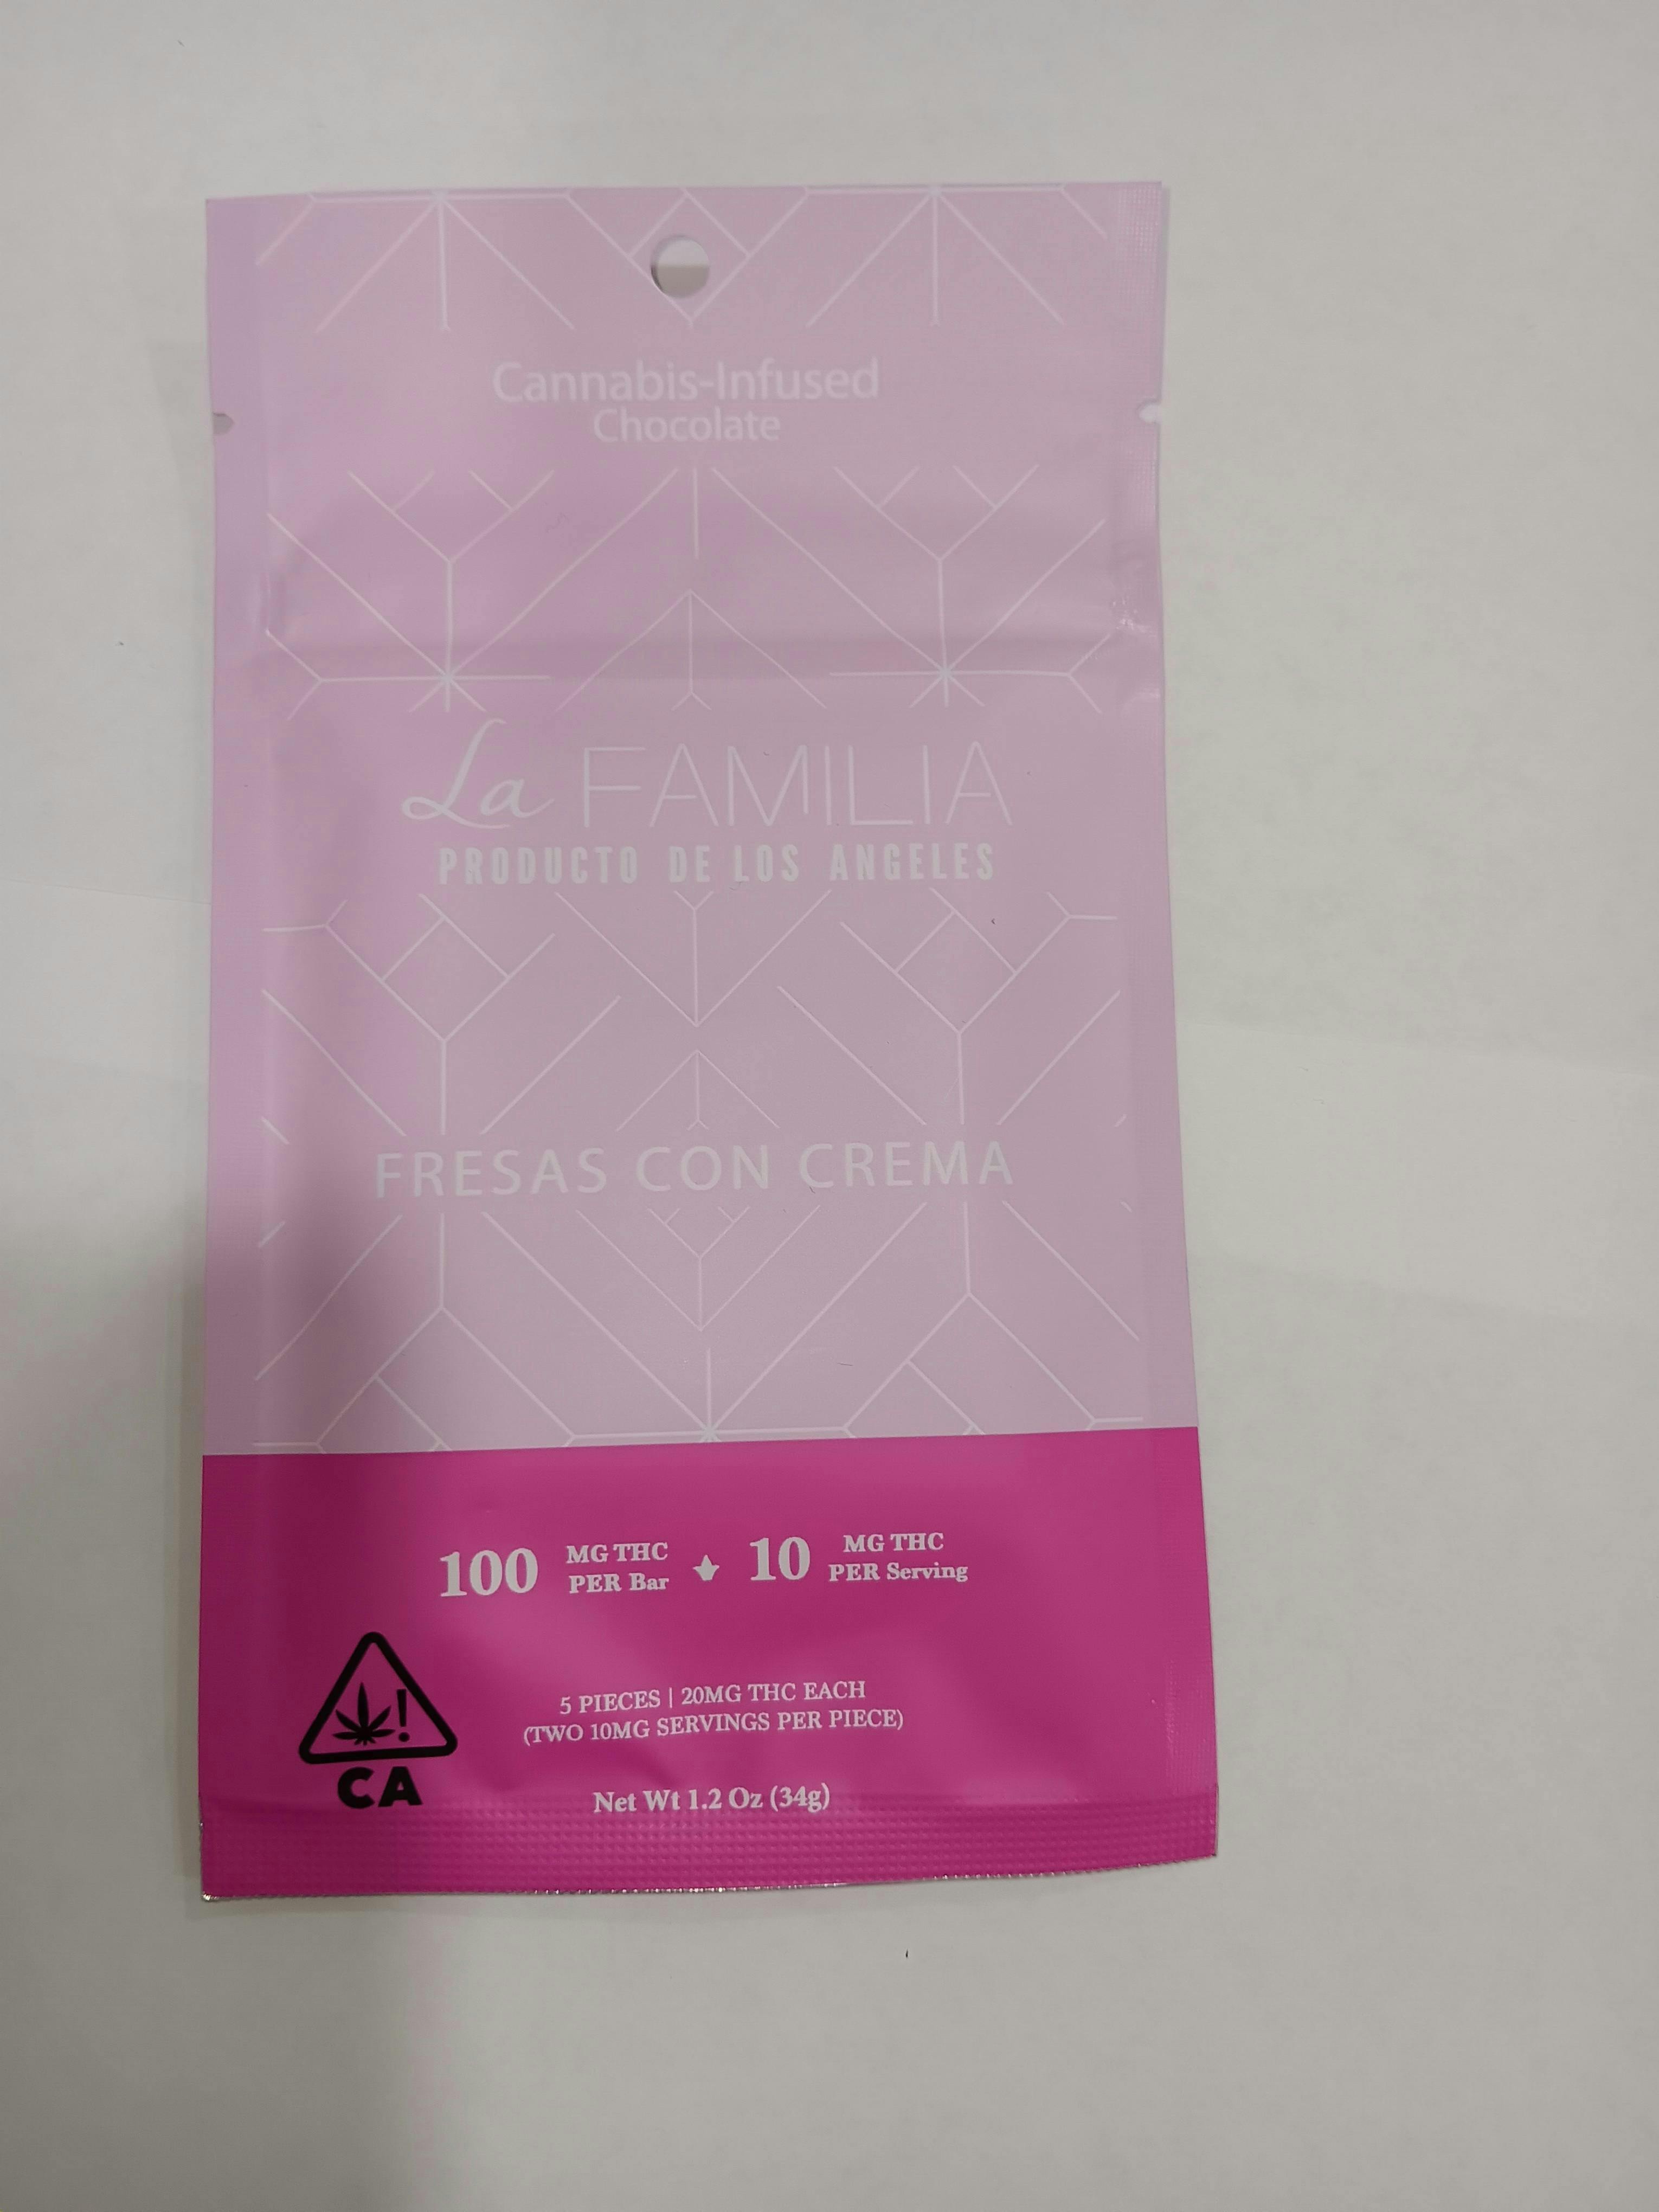 Cannabis-Infused
Chocolate
La FAMILIA
PRODUCTO DE LOS ANGELES
FRESAS CON CREMA
100 MG THC PER Bar 10 MG THC PER Serving
5 PIECES | 20MG THC EACH
(TWO 10MG SERVINGS PER PIECE)
!
CA
Net Wt 1.2 Oz (34g)